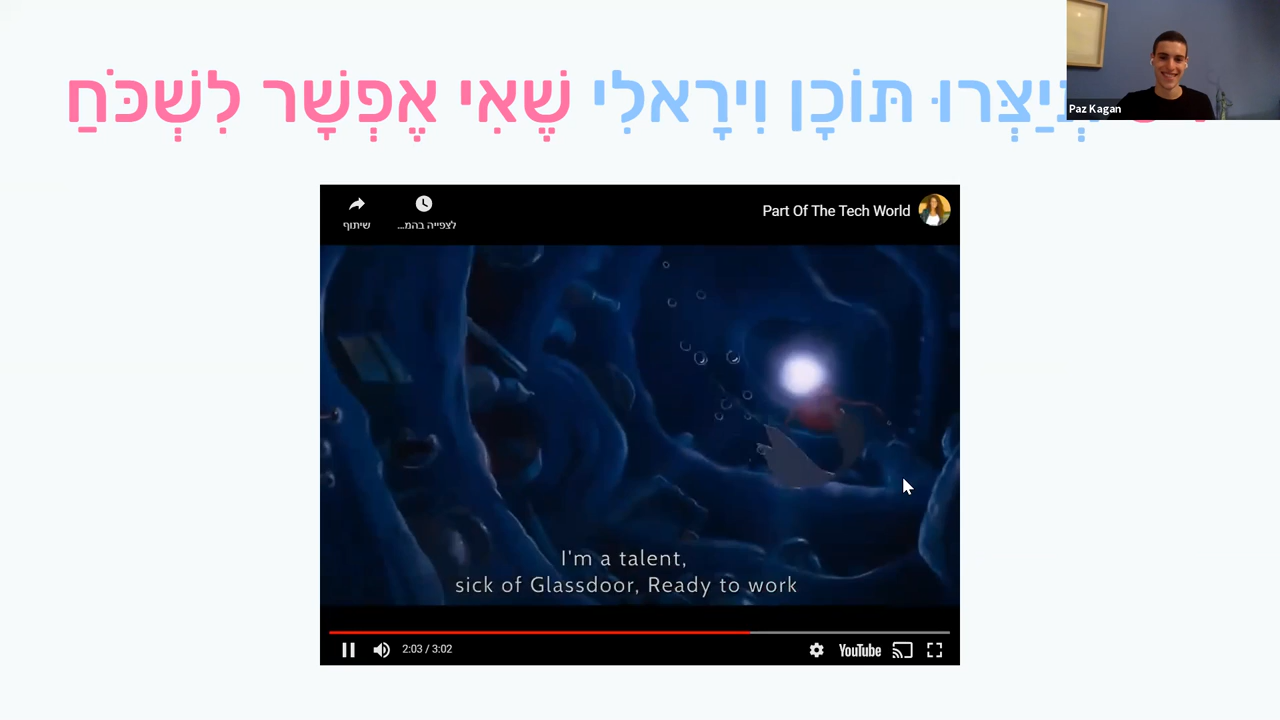 תְּיַצְּרוּ תּוֹכָן וִירָאלִי שֶׁאִי אֶפְשָׁר לִשְׁכֹּחַ
Paz Kagan
Part Of The Tech World
שיתוף
לצפייה בהמ...
I'm a talent,
sick of Glassdoor, Ready to work
2:03 / 3:02
YouTube